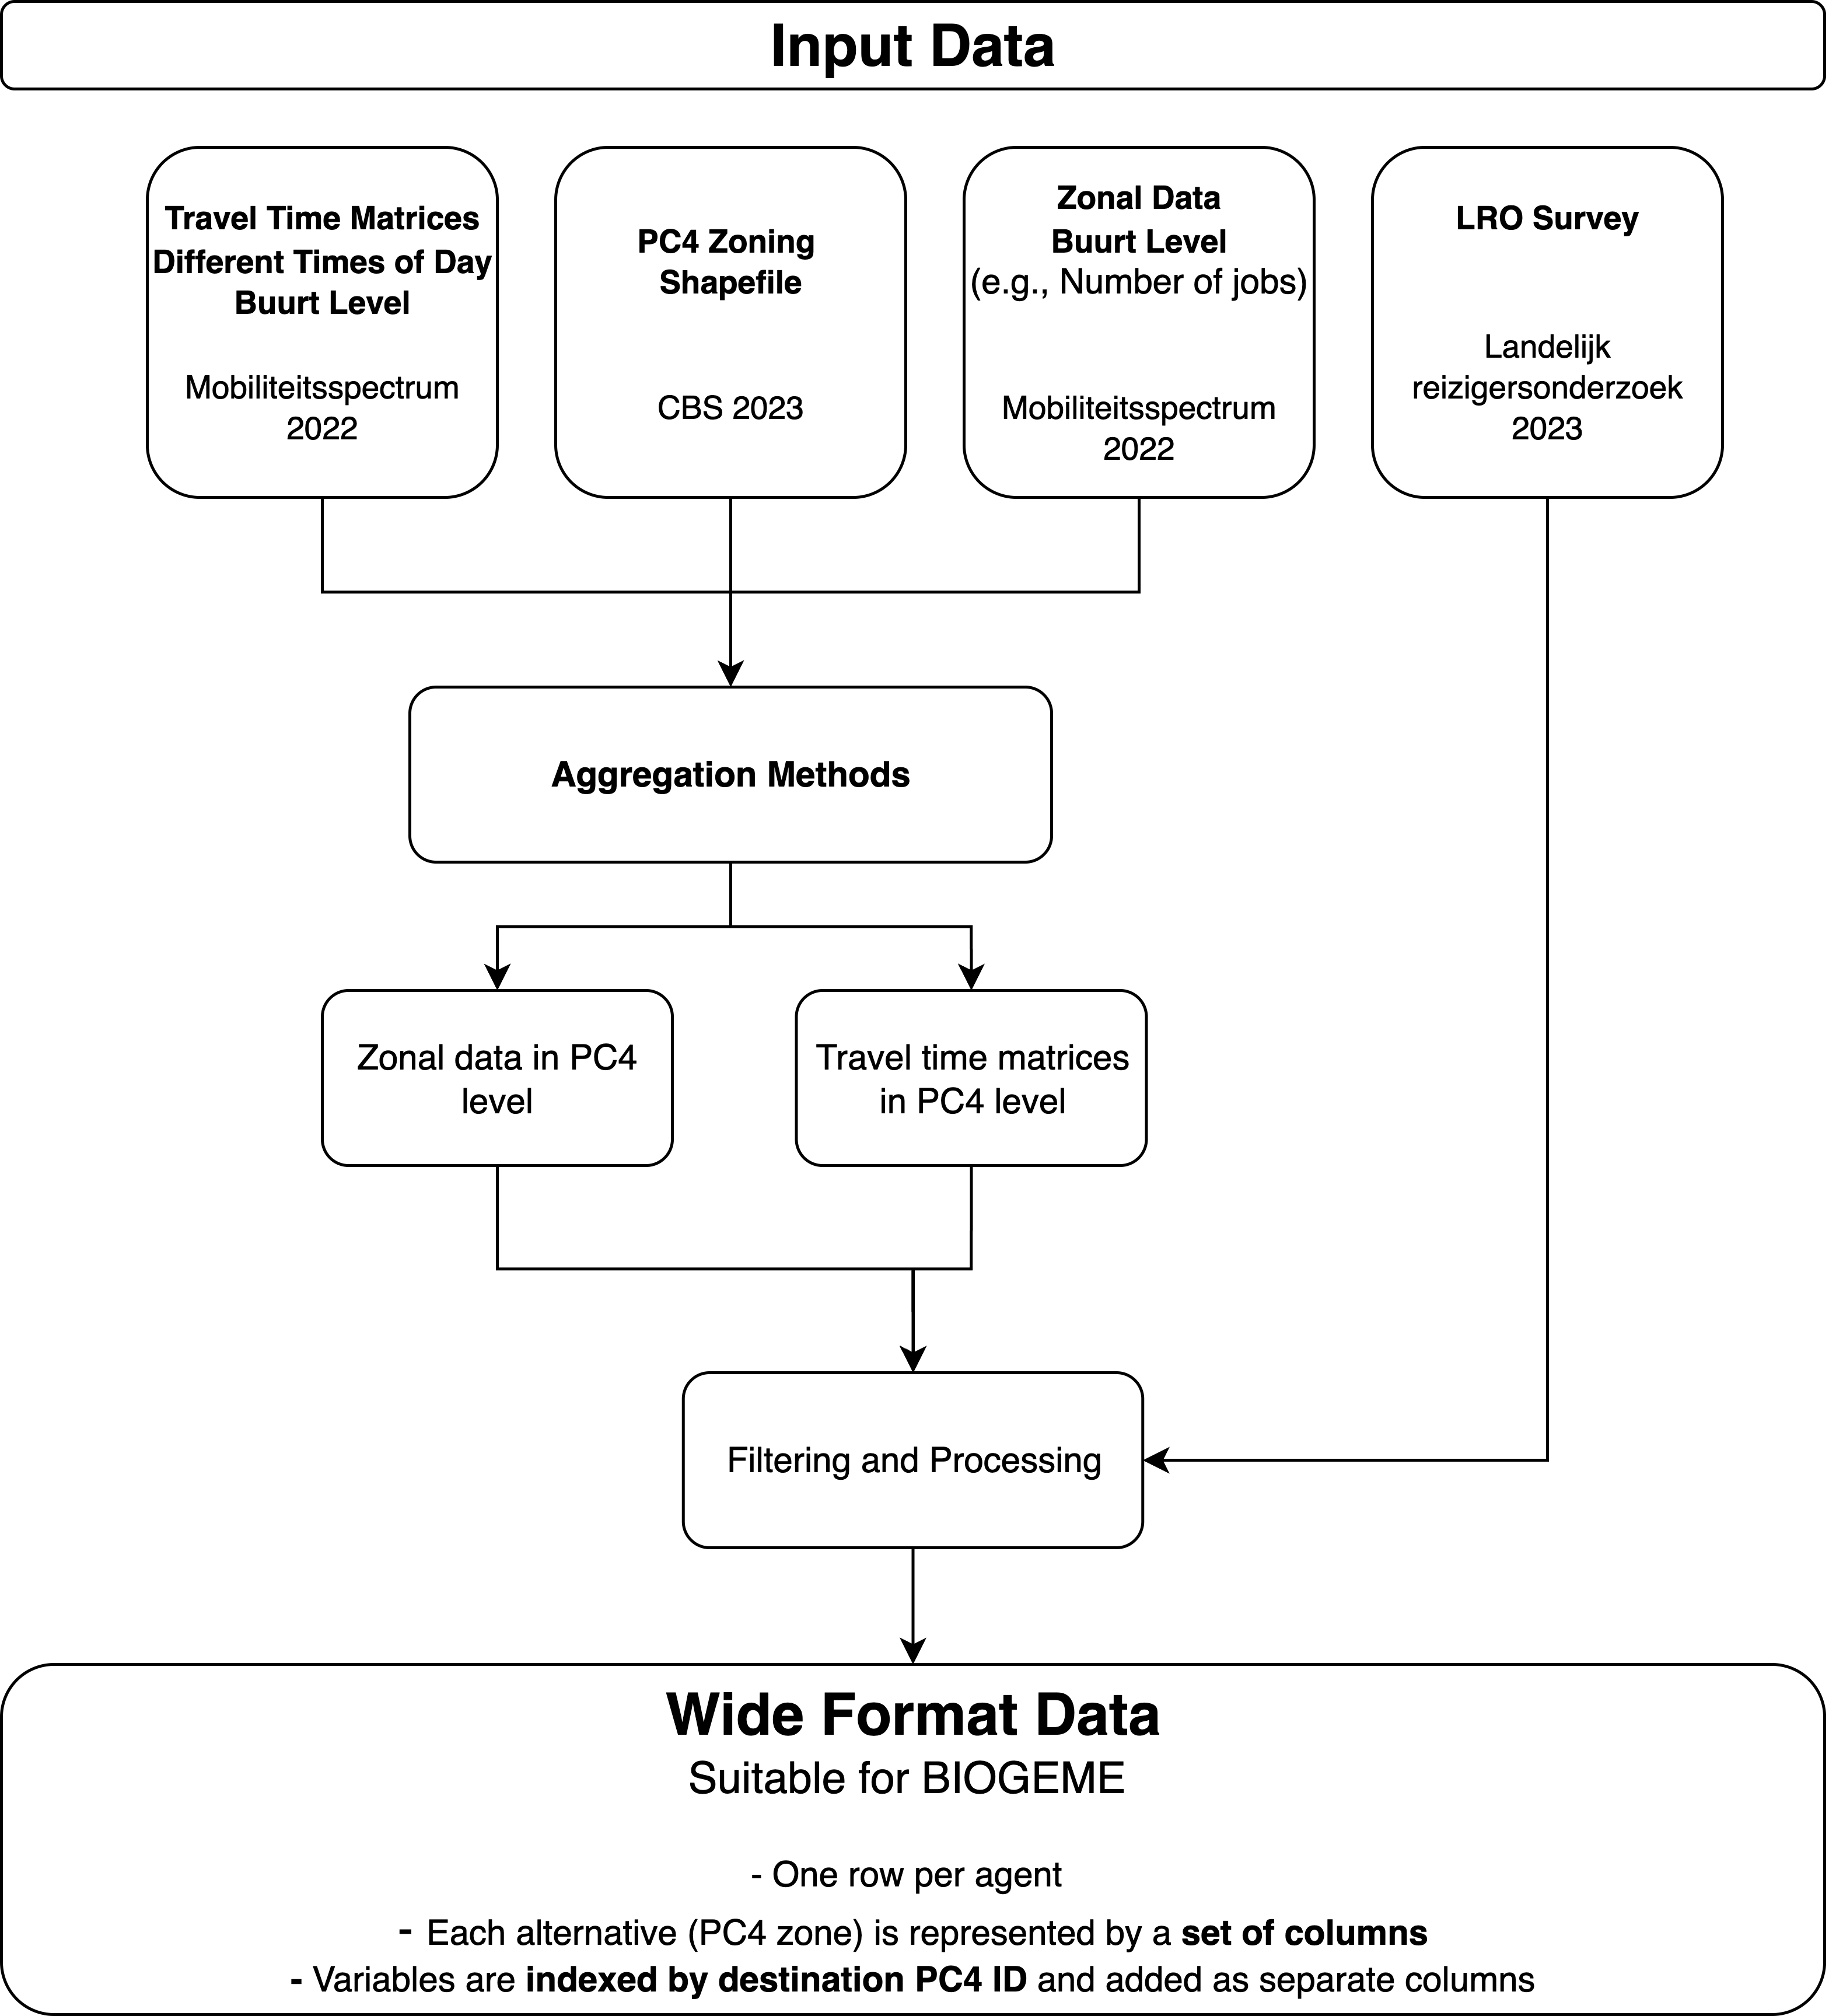 Input Data
Travel Time Matrices
Different Times of Day
Buurt Level
Mobiliteitsspectrum
2022
PC4 Zoning
Shapefile
CBS 2023
Zonal Data
Buurt Level
(e.g., Number of jobs)
Mobiliteitsspectrum
2022
LRO Survey
Landelijk
reizigersonderzoek
2023
Aggregation Methods
Zonal data in PC4
level
Travel time matrices
in PC4 level
Filtering and Processing
Wide Format Data
Suitable for BIOGEME
- One row per agent
- Each alternative (PC4 zone) is represented by a set of columns
- Variables are indexed by destination PC4 ID and added as separate columns